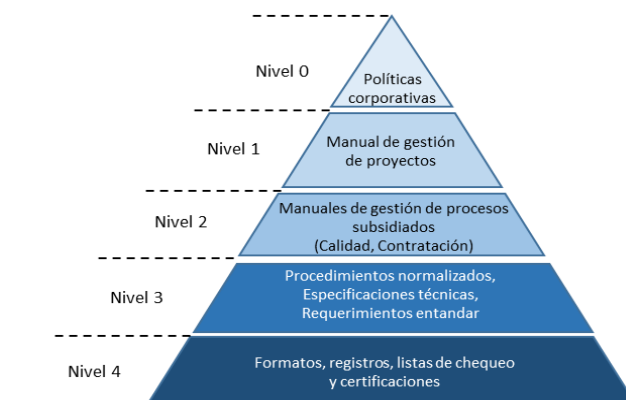 Nivel 0
Políticas
corporativas
Nivel 1
Manual de gestión
de proyectos
Nivel 2
Manuales de gestión de procesos
subsidiados
(Calidad, Contratación)
Nivel 3
Procedimientos normalizados,
Especificaciones técnicas,
Requerimientos entandar
Nivel 4
Formatos, registros, listas de chequeo
y certificaciones